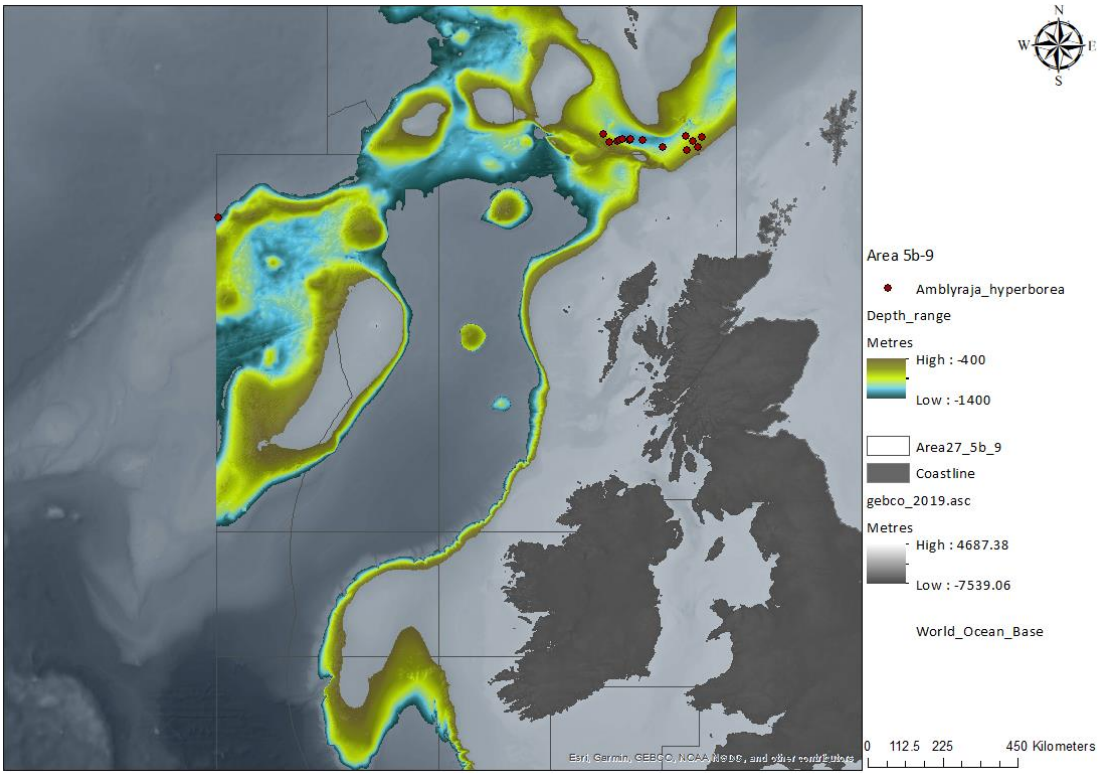 N
W E
S
Area 5b-9
Amblyraja_hyperborea
Depth_range
Metres
High : -400
Low : -1400
Area27_5b_9
Coastline
gebco_2019.asc
Metres
High : 4687.38
Low : -7539.06
World_Ocean_Base
Esri, Garmin, GEBCO, NOAA NGDC, and other contributors
0 112.5 225 450 Kilometers